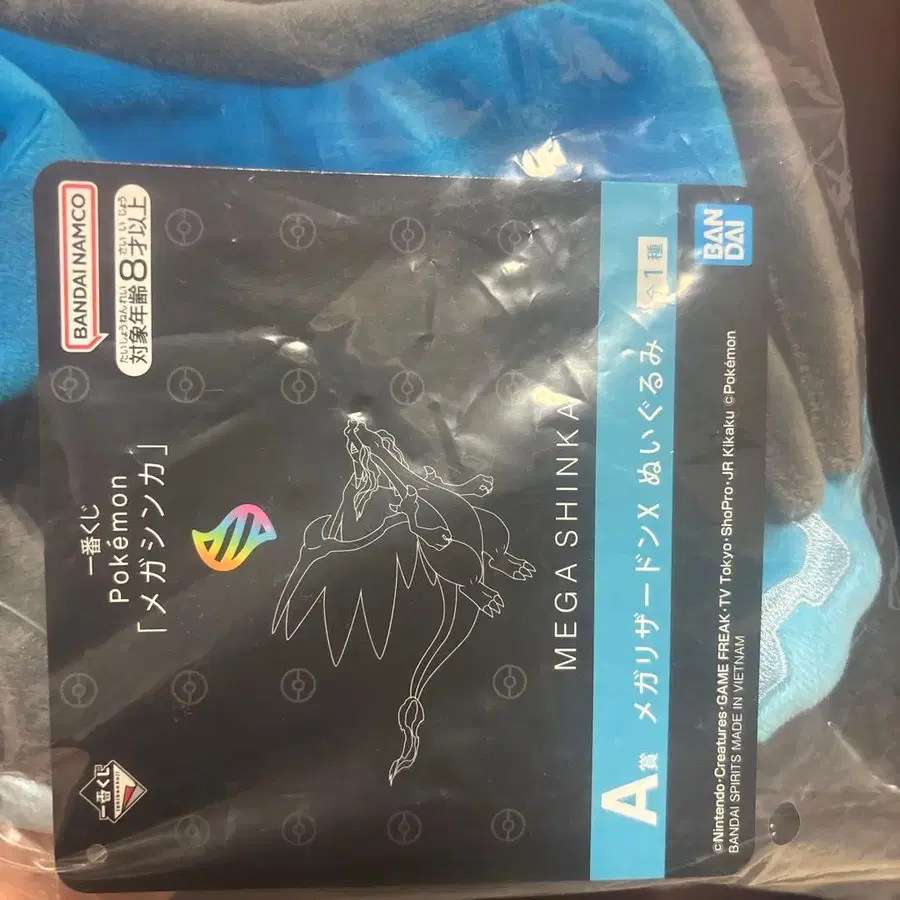 BANDAI NAMCO
たいしょうねんれい さい いじょう
対象年齢8才以上
一番くじ
Pokémon
「メガシンカ」
MEGA SHINKA
A賞 メガリザードンX ぬいぐるみ 全1種
BAN
DAI
©Nintendo・Creatures・GAME FREAK・TV Tokyo・ShoPro・JR Kikaku ©Pokémon
BANDAI SPIRITS MADE IN VIETNAM
一番くじ
ICHIBANKUJI